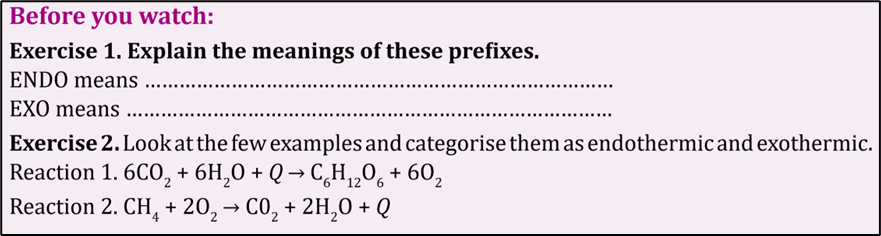 Before you watch:
Exercise 1. Explain the meanings of these prefixes.
ENDO means ………………………………………………………………………
EXO means …………………………………………………………………………
Exercise 2. Look at the few examples and categorise them as endothermic and exothermic.
Reaction 1. 6CO₂ + 6H₂O + Q → C₆H₁₂O₆ + 6O₂
Reaction 2. CH₄ + 2O₂ → C0₂ + 2H₂O + Q